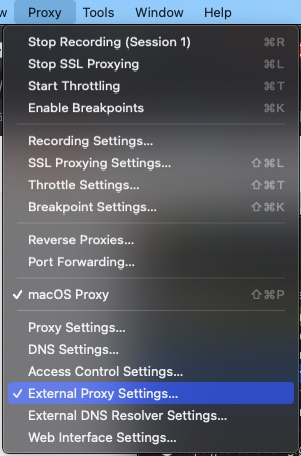 Proxy Tools Window Help
Stop Recording (Session 1) ⌘R
Stop SSL Proxying ⌘L
Start Throttling ⌘T
Enable Breakpoints ⌘K
Recording Settings...
SSL Proxying Settings... ⇧⌘L
Throttle Settings... ⇧⌘T
Breakpoint Settings... ⇧⌘K
Reverse Proxies...
Port Forwarding...
✓ macOS Proxy ⇧⌘P
Proxy Settings...
DNS Settings...
Access Control Settings...
✓ External Proxy Settings...
External DNS Resolver Settings...
Web Interface Settings...